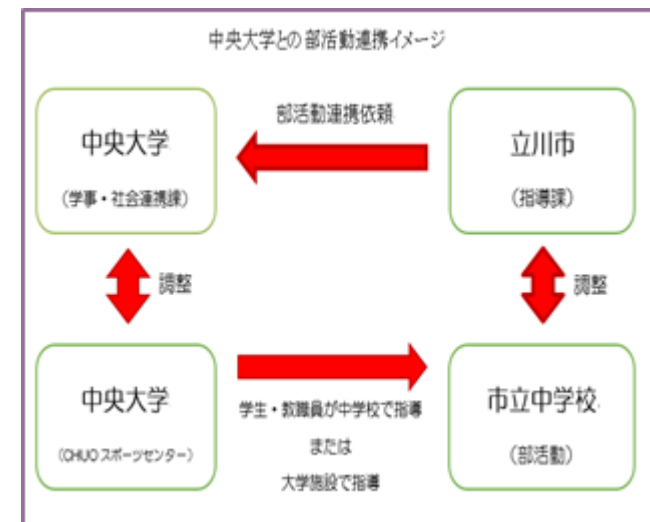 中央大学との部活動連携イメージ
中央大学
（学事・社会連携課）
部活動連携依頼
立川市
（指導課）
調整
調整
中央大学
（CHUOスポーツセンター）
学生・教職員が中学校で指導
または
大学施設で指導
市立中学校
（部活動）